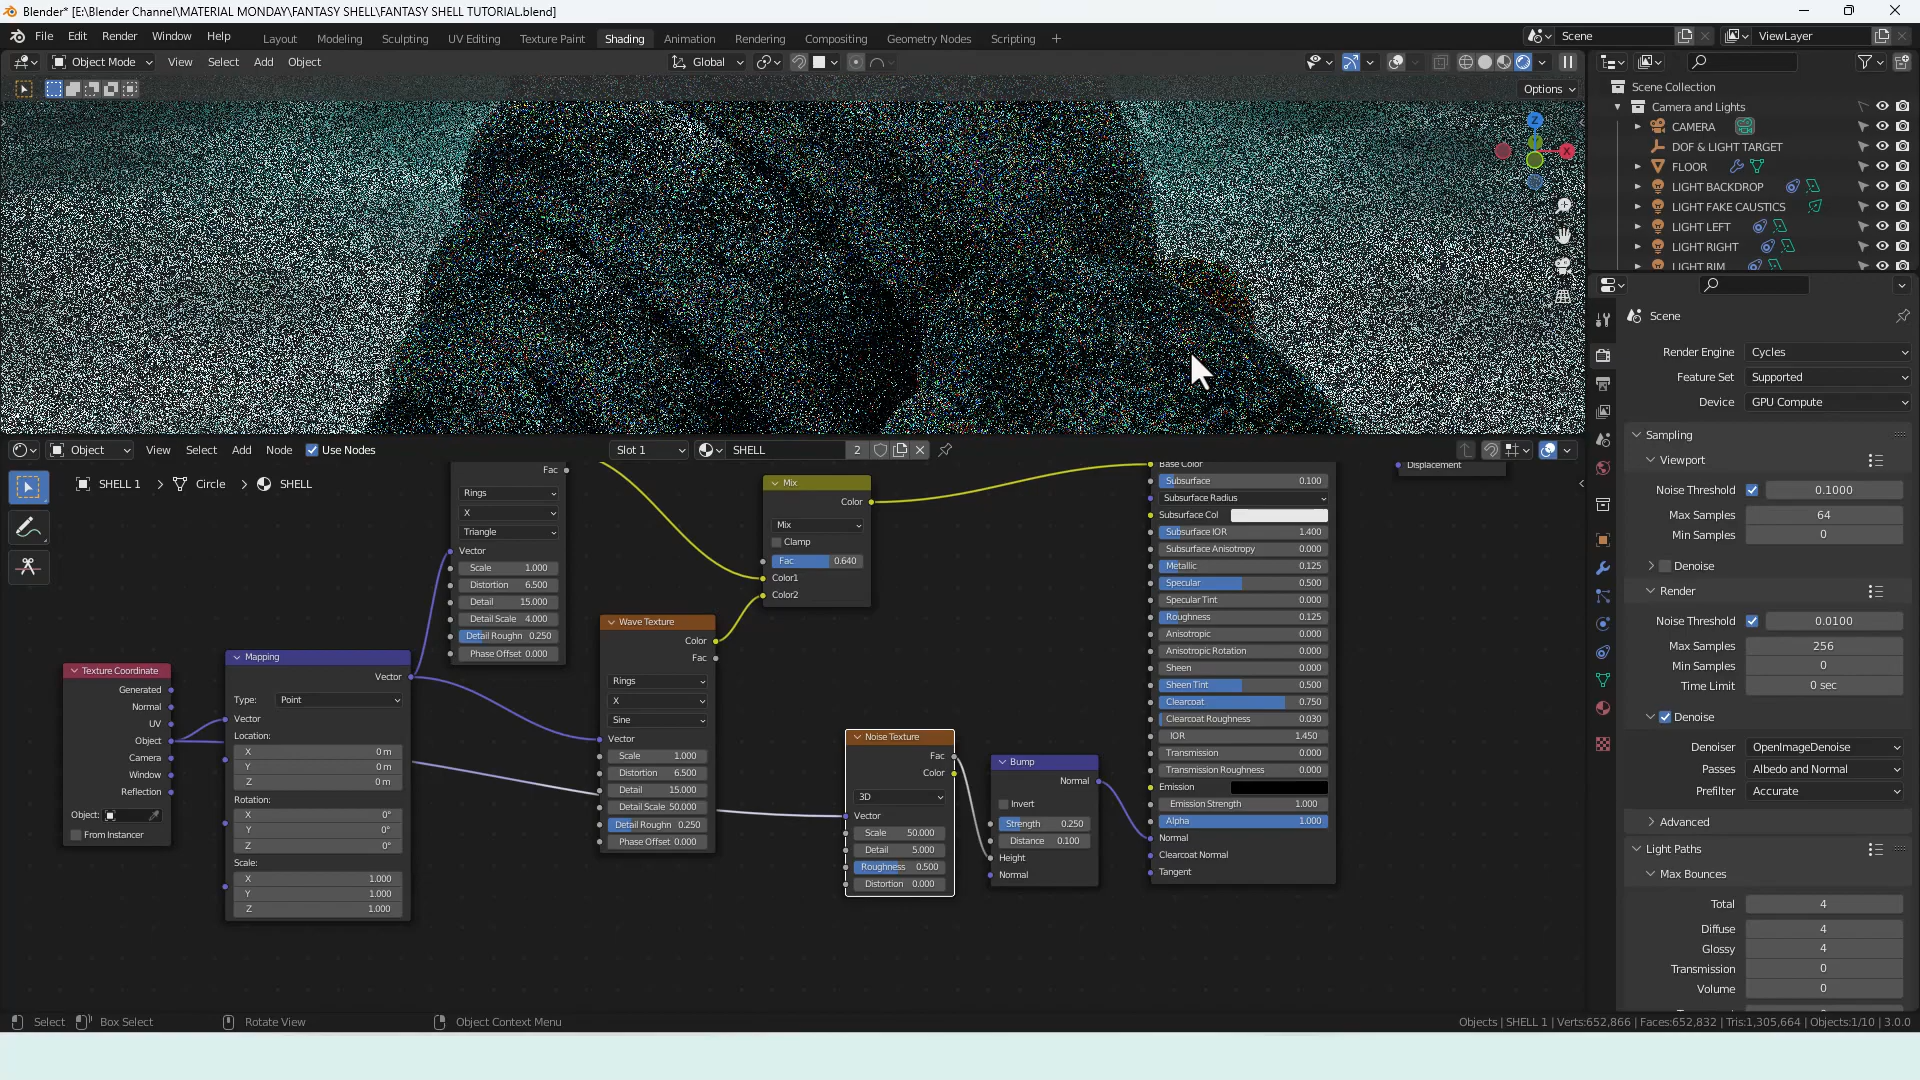 Blender* [E:\Blender Channel\MATERIAL MONDAY\FANTASY SHELL\FANTASY SHELL TUTORIAL.blend]
File Edit Render Window Help Layout Modeling Sculpting UV Editing Texture Paint Shading Animation Rendering Compositing Geometry Nodes Scripting + Scene ViewLayer
Object Mode View Select Add Object Global
Options
Scene Collection
Camera and Lights
CAMERA
DOF & LIGHT TARGET
FLOOR
LIGHT BACKDROP
LIGHT FAKE CAUSTICS
LIGHT LEFT
LIGHT RIGHT
LIGHT RIM
Z
X
Scene
Render Engine Cycles
Feature Set Supported
Device GPU Compute
Sampling
Viewport
Noise Threshold 0.1000
Max Samples 64
Min Samples 0
Denoise
Render
Noise Threshold 0.0100
Max Samples 256
Min Samples 0
Time Limit 0 sec
Denoise
Denoiser OpenImageDenoise
Passes Albedo and Normal
Prefilter Accurate
Advanced
Light Paths
Max Bounces
Total 4
Diffuse 4
Glossy 4
Transmission 0
Volume 0
Object View Select Add Node Use Nodes Slot 1 SHELL 2
SHELL 1 > Circle > SHELL
Fac
Rings
X
Triangle
Vector
Scale 1.000
Distortion 6.500
Detail 15.000
Detail Scale 4.000
Detail Roughn 0.250
Phase Offset 0.000
Texture Coordinate
Generated
Normal
UV
Object
Camera
Window
Reflection
Object:
From Instancer
Mapping
Vector
Type: Point
Vector
Location:
X 0 m
Y 0 m
Z 0 m
Rotation:
X 0°
Y 0°
Z 0°
Scale:
X 1.000
Y 1.000
Z 1.000
Wave Texture
Color
Fac
Rings
X
Sine
Vector
Scale 1.000
Distortion 6.500
Detail 15.000
Detail Scale 50.000
Detail Roughn 0.250
Phase Offset 0.000
Mix
Color
Mix
Clamp
Fac 0.640
Color1
Color2
Noise Texture
Fac
Color
3D
Vector
Scale 50.000
Detail 5.000
Roughness 0.500
Distortion 0.000
Bump
Normal
Invert
Strength 0.250
Distance 0.100
Height
Normal
Base Color
Subsurface 0.100
Subsurface Radius
Subsurface Col
Subsurface IOR 1.400
Subsurface Anisotropy 0.000
Metallic 0.125
Specular 0.500
Specular Tint 0.000
Roughness 0.125
Anisotropic 0.000
Anisotropic Rotation 0.000
Sheen 0.000
Sheen Tint 0.500
Clearcoat 0.750
Clearcoat Roughness 0.030
IOR 1.450
Transmission 0.000
Transmission Roughness 0.000
Emission
Emission Strength 1.000
Alpha 1.000
Normal
Clearcoat Normal
Tangent
Displacement
Select Box Select Rotate View Object Context Menu Objects | SHELL 1 | Verts:652,866 | Faces:652,832 | Tris:1,305,664 | Objects:1/10 | 3.0.0